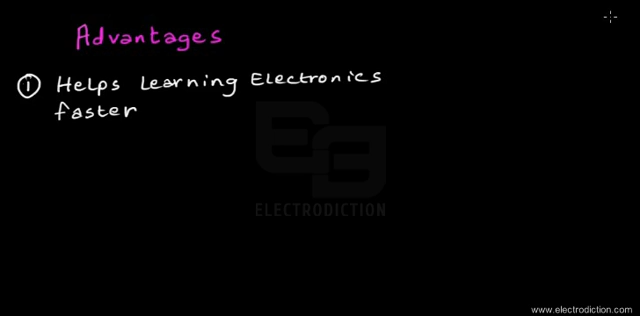 Advantages
① Helps Learning Electronics
faster
ELECTRODICTION
www.electrodiction.com